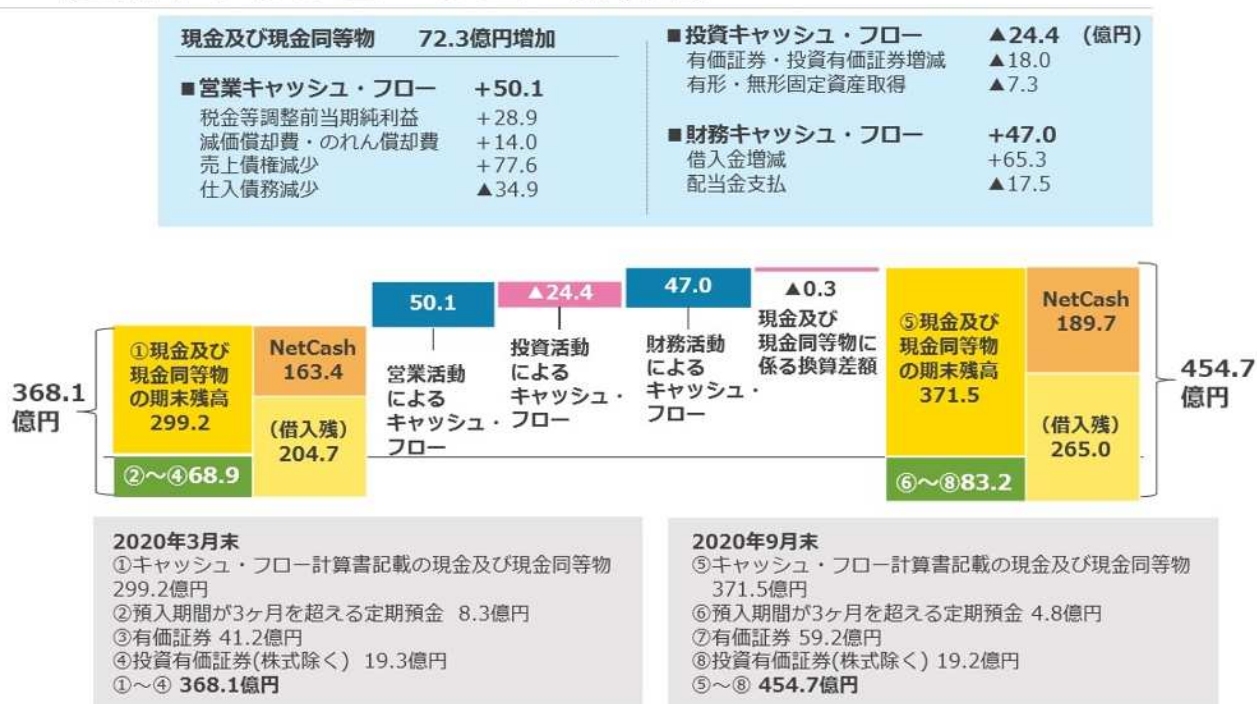 現金及び現金同等物 72.3億円増加
■営業キャッシュ・フロー +50.1
税金等調整前当期純利益 +28.9
減価償却費・のれん償却費 +14.0
売上債権減少 +77.6
仕入債務減少 ▲34.9
■投資キャッシュ・フロー ▲24.4 (億円)
有価証券・投資有価証券増減 ▲18.0
有形・無形固定資産取得 ▲7.3
■財務キャッシュ・フロー +47.0
借入金増減 +65.3
配当金支払 ▲17.5
368.1
億円
①現金及び
現金同等物
の期末残高
299.2
②～④68.9
NetCash
163.4
(借入残)
204.7
50.1
営業活動
による
キャッシュ・
フロー
▲24.4
投資活動
による
キャッシュ・
フロー
47.0
財務活動
による
キャッシュ・
フロー
▲0.3
現金及び
現金同等物に
係る換算差額
⑤現金及び
現金同等物
の期末残高
371.5
⑥～⑧83.2
NetCash
189.7
(借入残)
265.0
454.7
億円
2020年3月末
①キャッシュ・フロー計算書記載の現金及び現金同等物
299.2億円
②預入期間が3ヶ月を超える定期預金 8.3億円
③有価証券 41.2億円
④投資有価証券(株式除く) 19.3億円
①～④ 368.1億円
2020年9月末
⑤キャッシュ・フロー計算書記載の現金及び現金同等物
371.5億円
⑥預入期間が3ヶ月を超える定期預金 4.8億円
⑦有価証券 59.2億円
⑧投資有価証券(株式除く) 19.2億円
⑤～⑧ 454.7億円